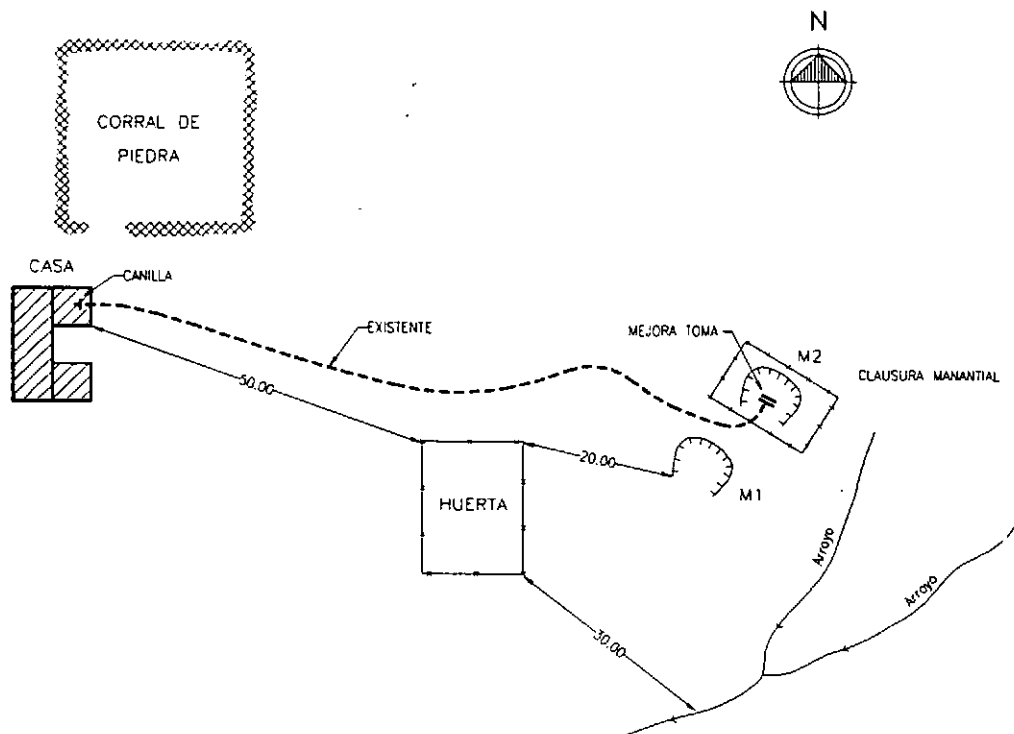 N
CORRAL DE
PIEDRA
CASA
CANILLA
EXISTENTE
MEJORA TOMA
M2
CLAUSURA MANANTIAL
50.00
20.00
M1
HUERTA
Arroyo
Arroyo
30.00